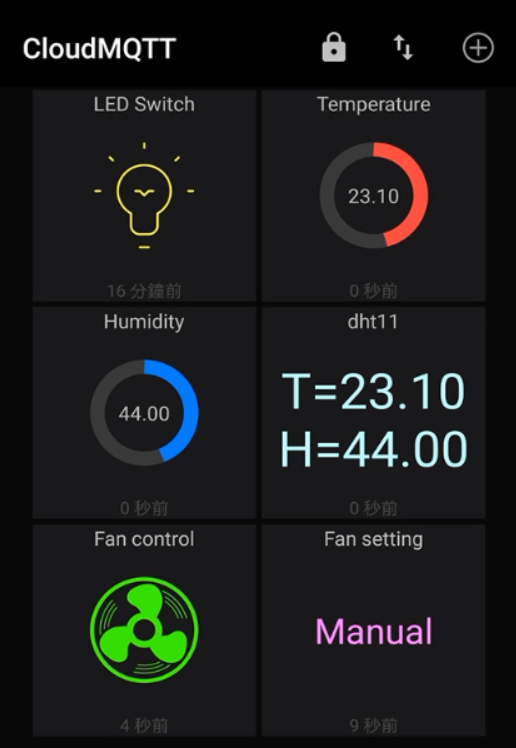 CloudMQTT
LED Switch
16 分鐘前
Temperature
23.10
0 秒前
Humidity
44.00
0 秒前
dht11
T=23.10
H=44.00
0 秒前
Fan control
4 秒前
Fan setting
Manual
9 秒前